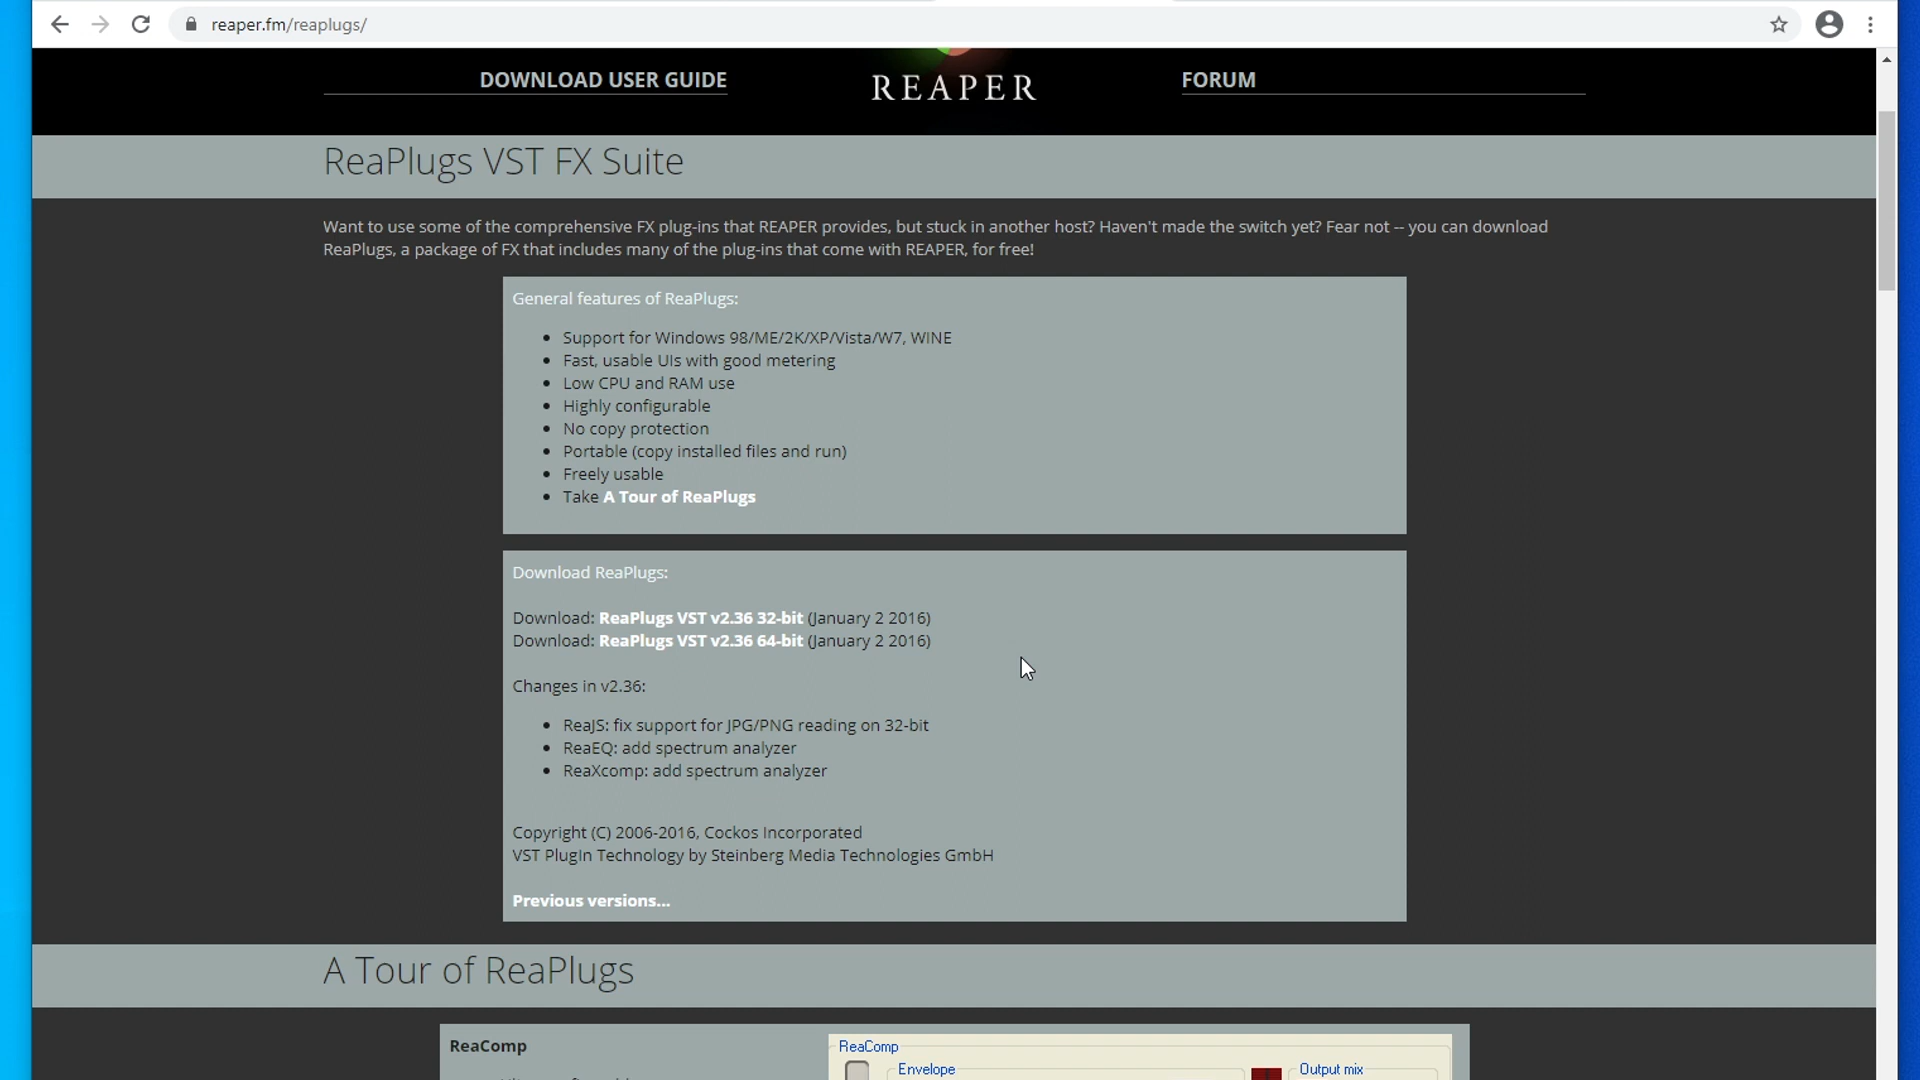 reaper.fm/reaplugs/
DOWNLOAD USER GUIDE
REAPER
FORUM
ReaPlugs VST FX Suite
Want to use some of the comprehensive FX plug-ins that REAPER provides, but stuck in another host? Haven't made the switch yet? Fear not -- you can download
ReaPlugs, a package of FX that includes many of the plug-ins that come with REAPER, for free!
General features of ReaPlugs:
• Support for Windows 98/ME/2K/XP/Vista/W7, WINE
• Fast, usable UIs with good metering
• Low CPU and RAM use
• Highly configurable
• No copy protection
• Portable (copy installed files and run)
• Freely usable
• Take A Tour of ReaPlugs
Download ReaPlugs:
Download: ReaPlugs VST v2.36 32-bit (January 2 2016)
Download: ReaPlugs VST v2.36 64-bit (January 2 2016)
Changes in v2.36:
• ReaJS: fix support for JPG/PNG reading on 32-bit
• ReaEQ: add spectrum analyzer
• ReaXcomp: add spectrum analyzer
Copyright (C) 2006-2016, Cockos Incorporated
VST PlugIn Technology by Steinberg Media Technologies GmbH
Previous versions...
A Tour of ReaPlugs
ReaComp
ReaComp
Envelope
Output mix